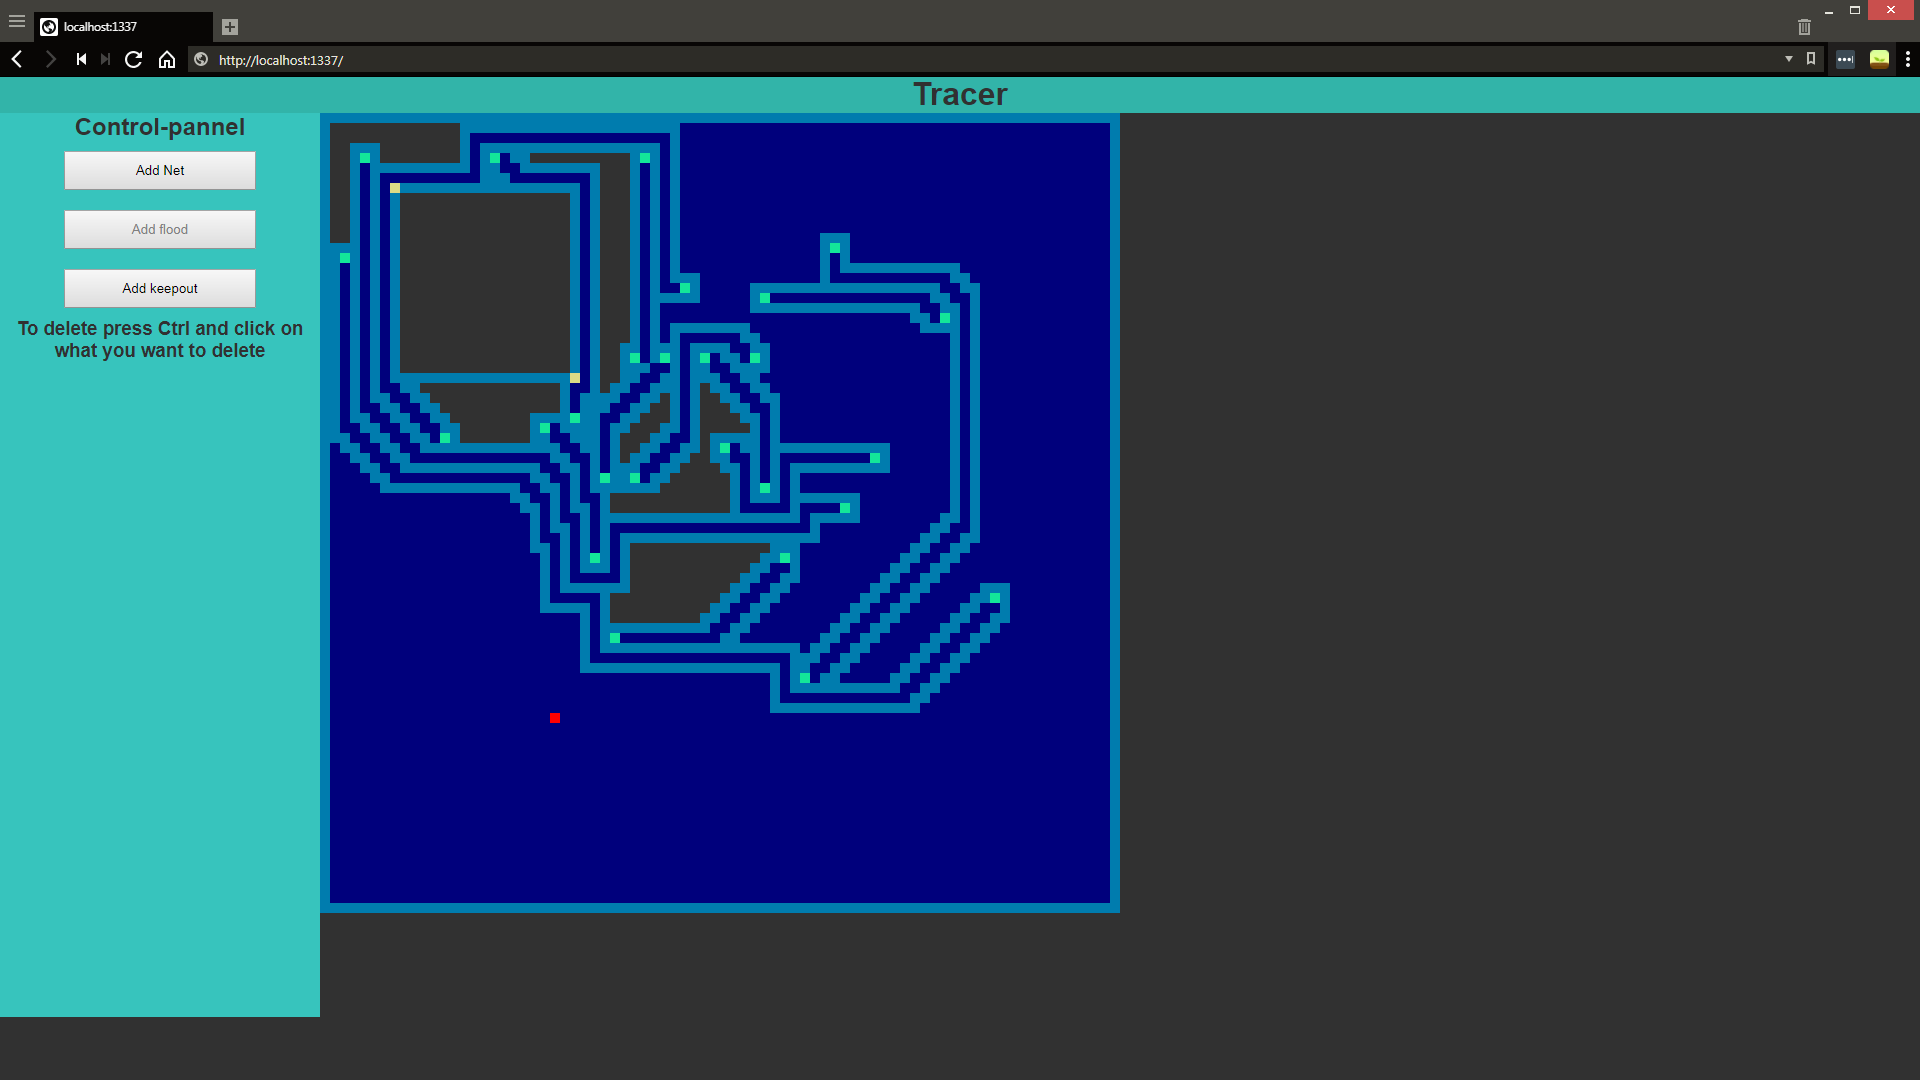 localhost:1337
http://localhost:1337/
Tracer
Control-pannel
Add Net
Add flood
Add keepout
To delete press Ctrl and click on
what you want to delete